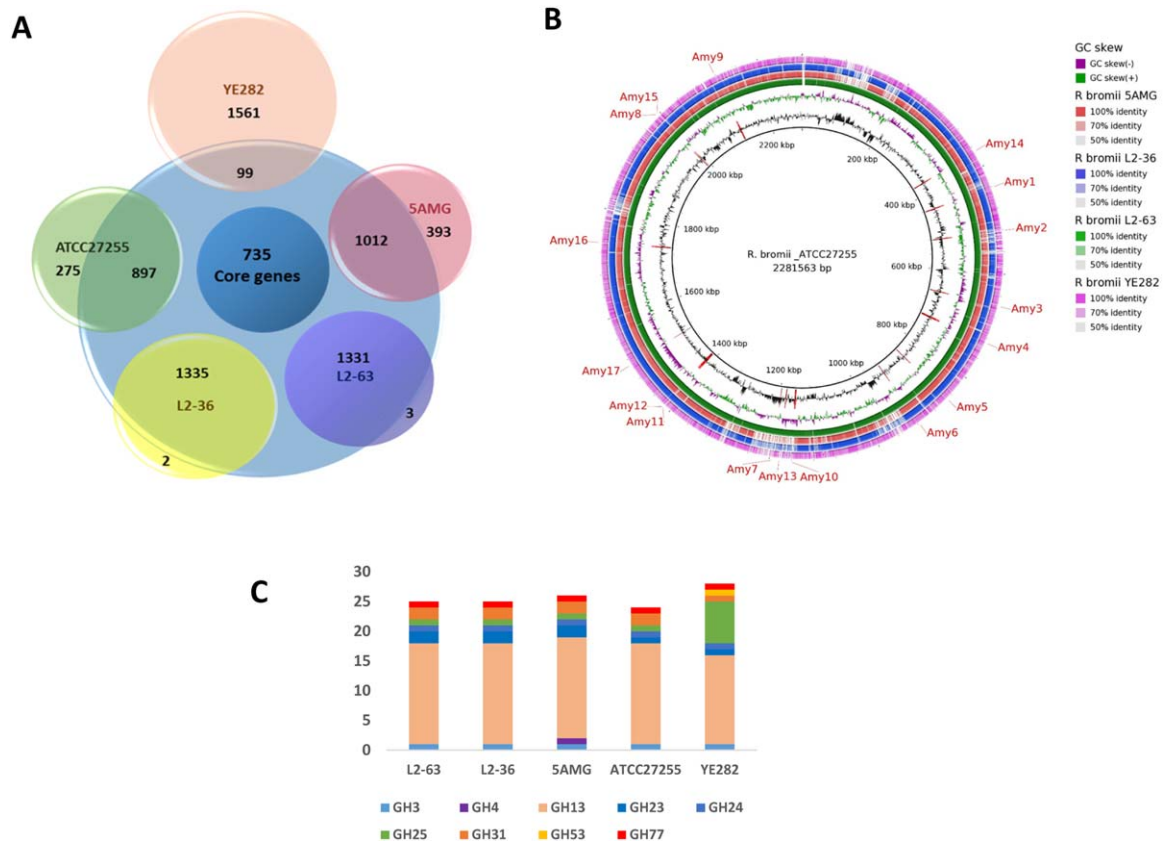 A
YE282
1561
99
5AMG
1012
393
ATCC27255
275
897
735
Core genes
1335
L2-36
2
1331
L2-63
3
B
Amy9
Amy15
Amy8
Amy14
Amy1
Amy2
Amy16
Amy3
Amy4
Amy17
Amy5
Amy12
Amy11
Amy6
Amy7
Amy13
Amy10
2200 kbp
200 kbp
2000 kbp
400 kbp
1800 kbp
600 kbp
1600 kbp
800 kbp
1400 kbp
1000 kbp
1200 kbp
R. bromii _ATCC27255
2281563 bp
GC skew
GC skew(-)
GC skew(+)
R bromii 5AMG
100% identity
70% identity
50% identity
R bromii L2-36
100% identity
70% identity
50% identity
R bromii L2-63
100% identity
70% identity
50% identity
R bromii YE282
100% identity
70% identity
50% identity
C
30
25
20
15
10
5
0
L2-63 L2-36 5AMG ATCC27255 YE282
GH3 GH4 GH13 GH23 GH24
GH25 GH31 GH53 GH77